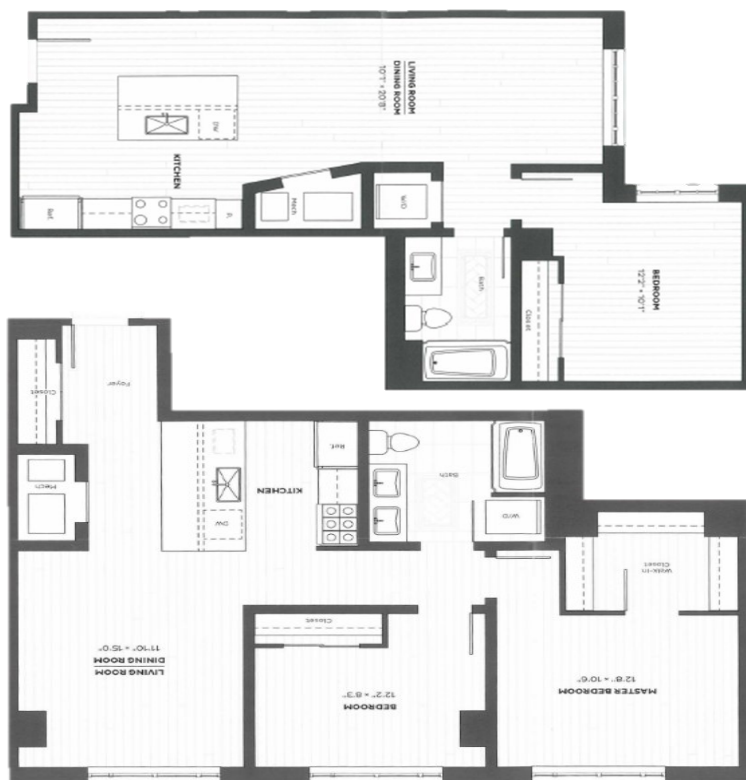 LIVING ROOM
DINING ROOM
10'1" × 20'8"
DW
KITCHEN
Ref.
Mech
W/D
Bath
Closet
BEDROOM
12'2" × 10'1"
Closet
Foyer
Mech
KITCHEN
Ref.
DW
Bath
W/D
Walk-In
Closet
LIVING ROOM
DINING ROOM
11'10" × 15'0"
Closet
BEDROOM
12'2" × 8'3"
MASTER BEDROOM
12'8" × 10'6"